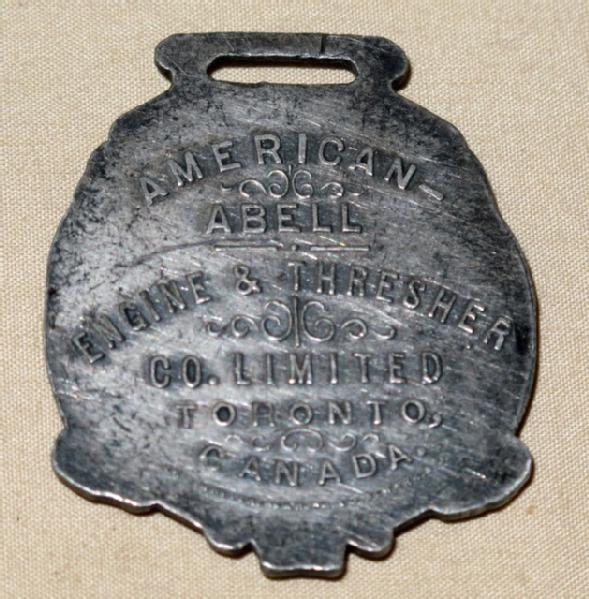 AMERICAN-
ABELL
ENGINE & THRESHER
CO. LIMITED
TORONTO,
CANADA.